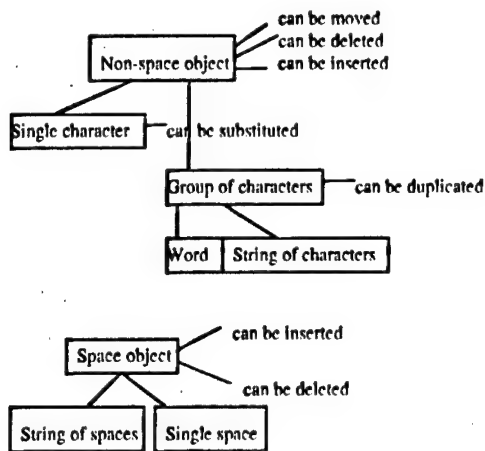 can be moved
can be deleted
Non-space object
can be inserted
Single character
can be substituted
Group of characters
can be duplicated
Word
String of characters
can be inserted
Space object
can be deleted
String of spaces
Single space